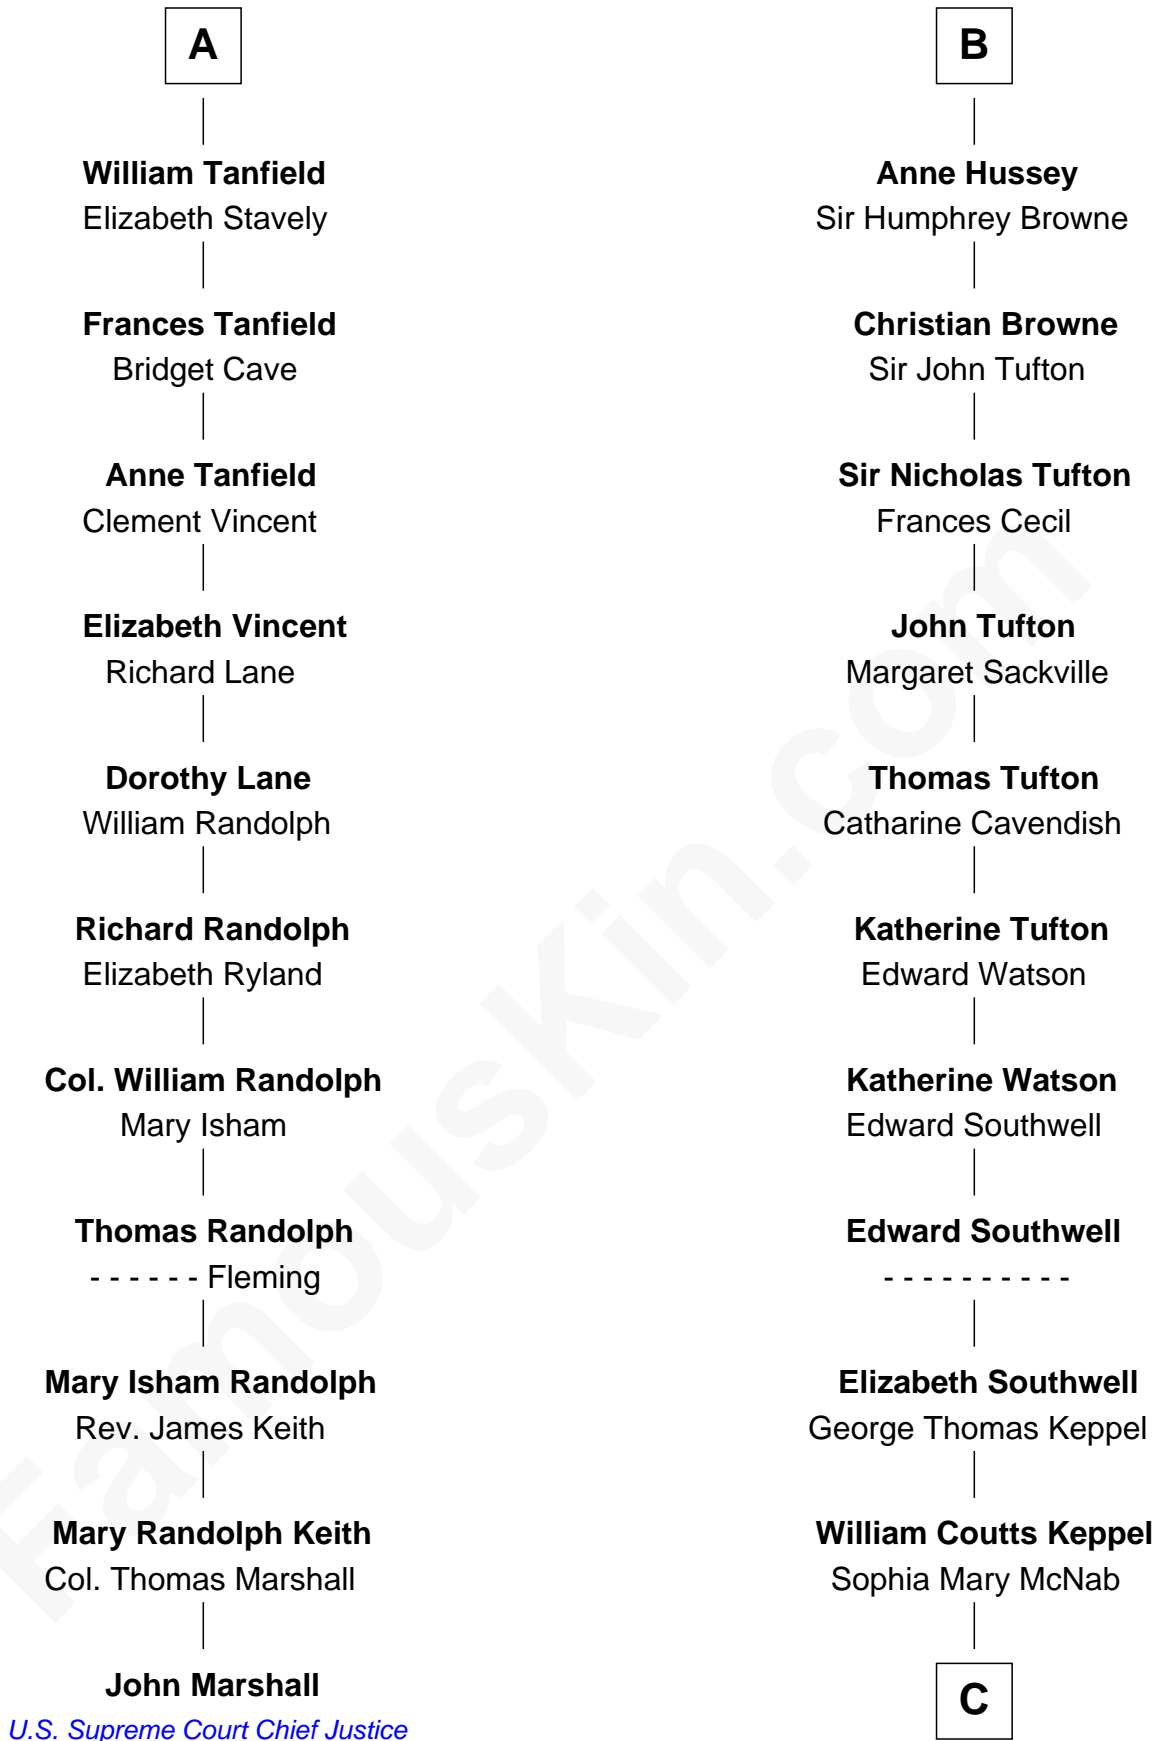 A
William Tanfield
Elizabeth Stavely
Frances Tanfield
Bridget Cave
Anne Tanfield
Clement Vincent
Elizabeth Vincent
Richard Lane
Dorothy Lane
William Randolph
Richard Randolph
Elizabeth Ryland
Col. William Randolph
Mary Isham
Thomas Randolph
- - - - - - Fleming
Mary Isham Randolph
Rev. James Keith
Mary Randolph Keith
Col. Thomas Marshall
John Marshall
U.S. Supreme Court Chief Justice
B
Anne Hussey
Sir Humphrey Browne
Christian Browne
Sir John Tufton
Sir Nicholas Tufton
Frances Cecil
John Tufton
Margaret Sackville
Thomas Tufton
Catharine Cavendish
Katherine Tufton
Edward Watson
Katherine Watson
Edward Southwell
Edward Southwell
- - - - - - - - - -
Elizabeth Southwell
George Thomas Keppel
William Coutts Keppel
Sophia Mary McNab
C
FamousKin.com